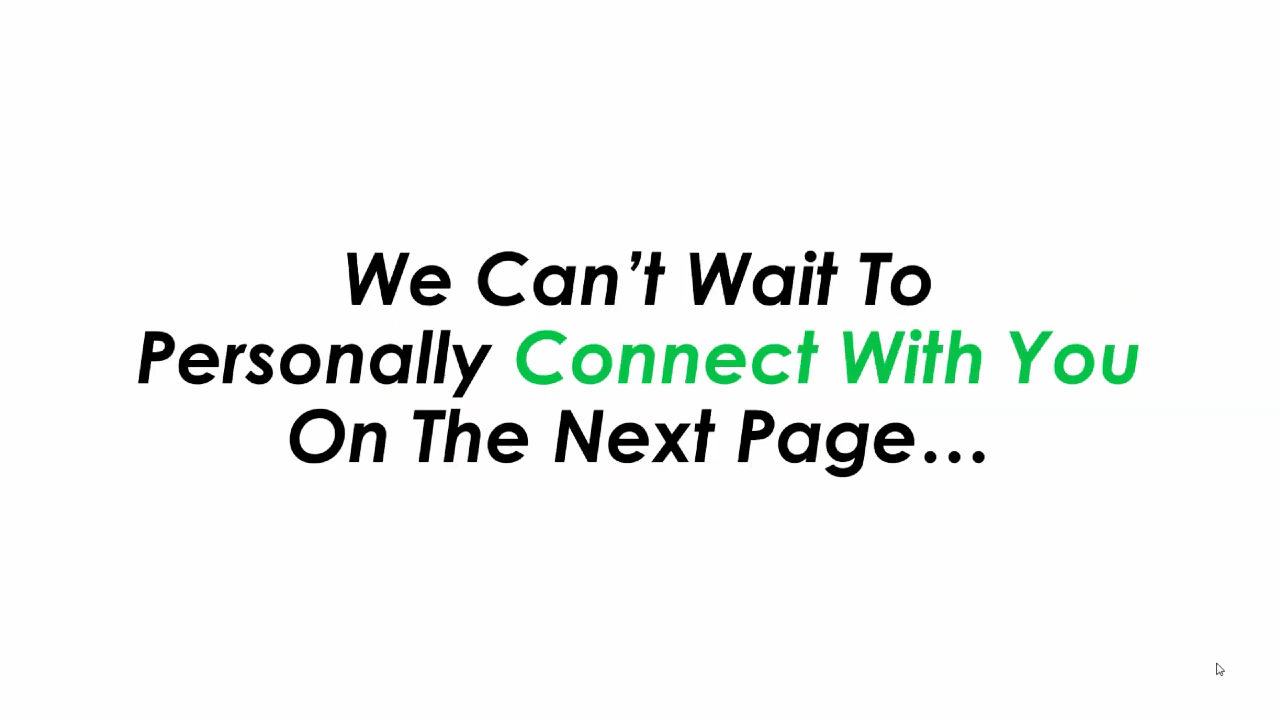 We Can’t Wait To
Personally Connect With You
On The Next Page…